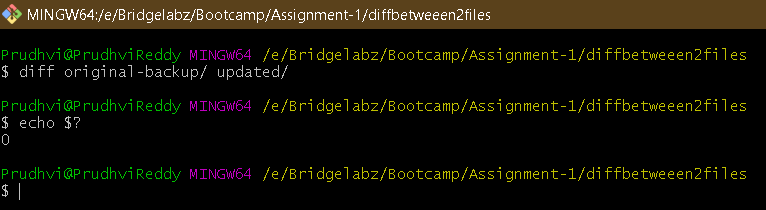 MINGW64:/e/Bridgelabz/Bootcamp/Assignment-1/diffbetweeen2files
Prudhvi@PrudhviReddy MINGW64 /e/Bridgelabz/Bootcamp/Assignment-1/diffbetweeen2files
$ diff original-backup/ updated/
Prudhvi@PrudhviReddy MINGW64 /e/Bridgelabz/Bootcamp/Assignment-1/diffbetweeen2files
$ echo $?
0
Prudhvi@PrudhviReddy MINGW64 /e/Bridgelabz/Bootcamp/Assignment-1/diffbetweeen2files
$